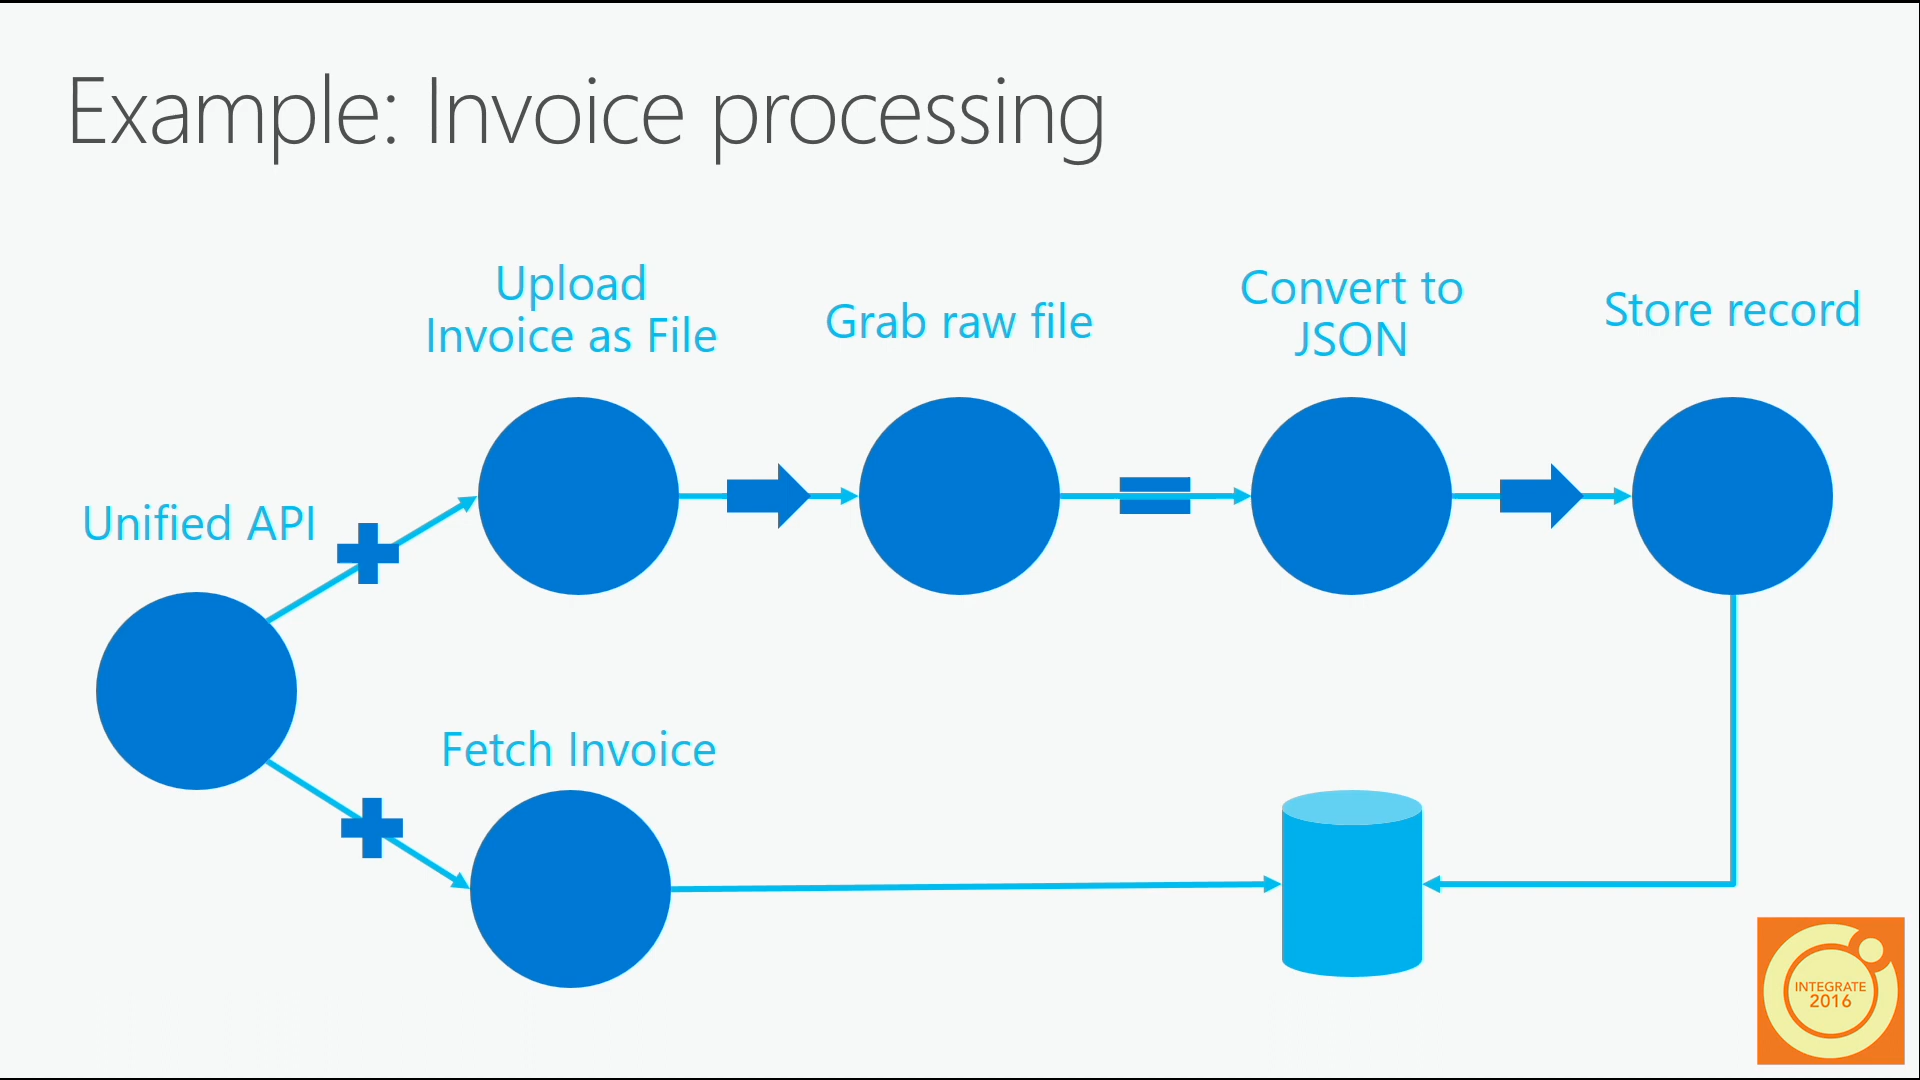 Example: Invoice processing
Upload
Invoice as File
Grab raw file
Convert to
JSON
Store record
Unified API
Fetch Invoice
INTEGRATE
2016